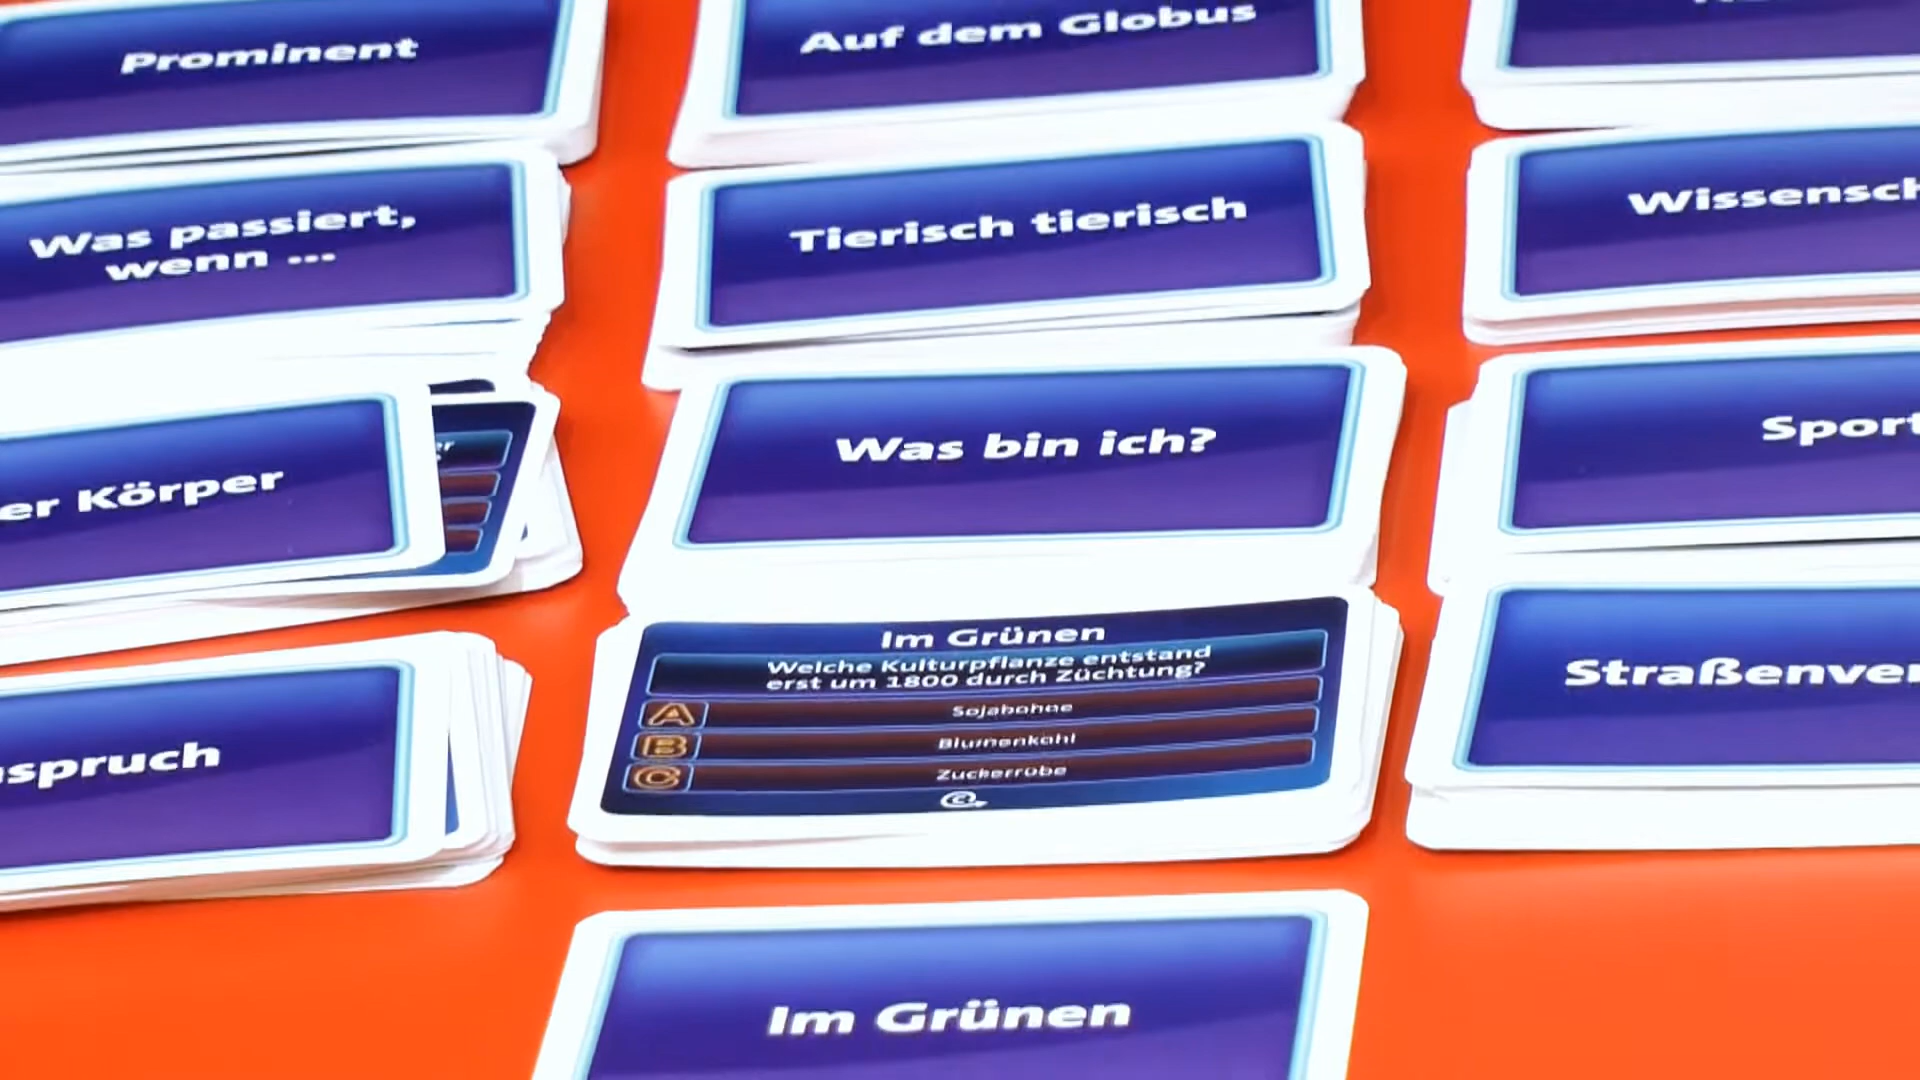 Prominent
Auf dem Globus
Was passiert,
wenn ...
Tierisch tierisch
Wissensch
er Körper
Was bin ich?
Sport
spruch
Im Grünen
Welche Kulturpflanze entstand
erst um 1800 durch Züchtung?
A Sojabohne
B Blumenkohl
C Zuckerrübe
Straßenver
Im Grünen